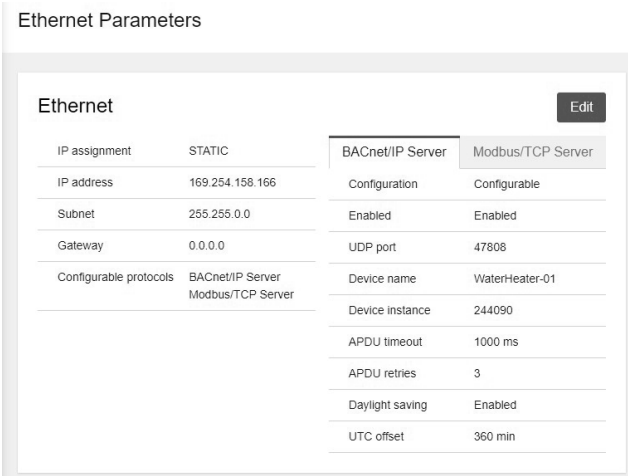 Ethernet Parameters
Ethernet
Edit
IP assignment STATIC
IP address 169.254.158.166
Subnet 255.255.0.0
Gateway 0.0.0.0
Configurable protocols BACnet/IP Server
Modbus/TCP Server
BACnet/IP Server Modbus/TCP Server
Configuration Configurable
Enabled Enabled
UDP port 47808
Device name WaterHeater-01
Device instance 244090
APDU timeout 1000 ms
APDU retries 3
Daylight saving Enabled
UTC offset 360 min